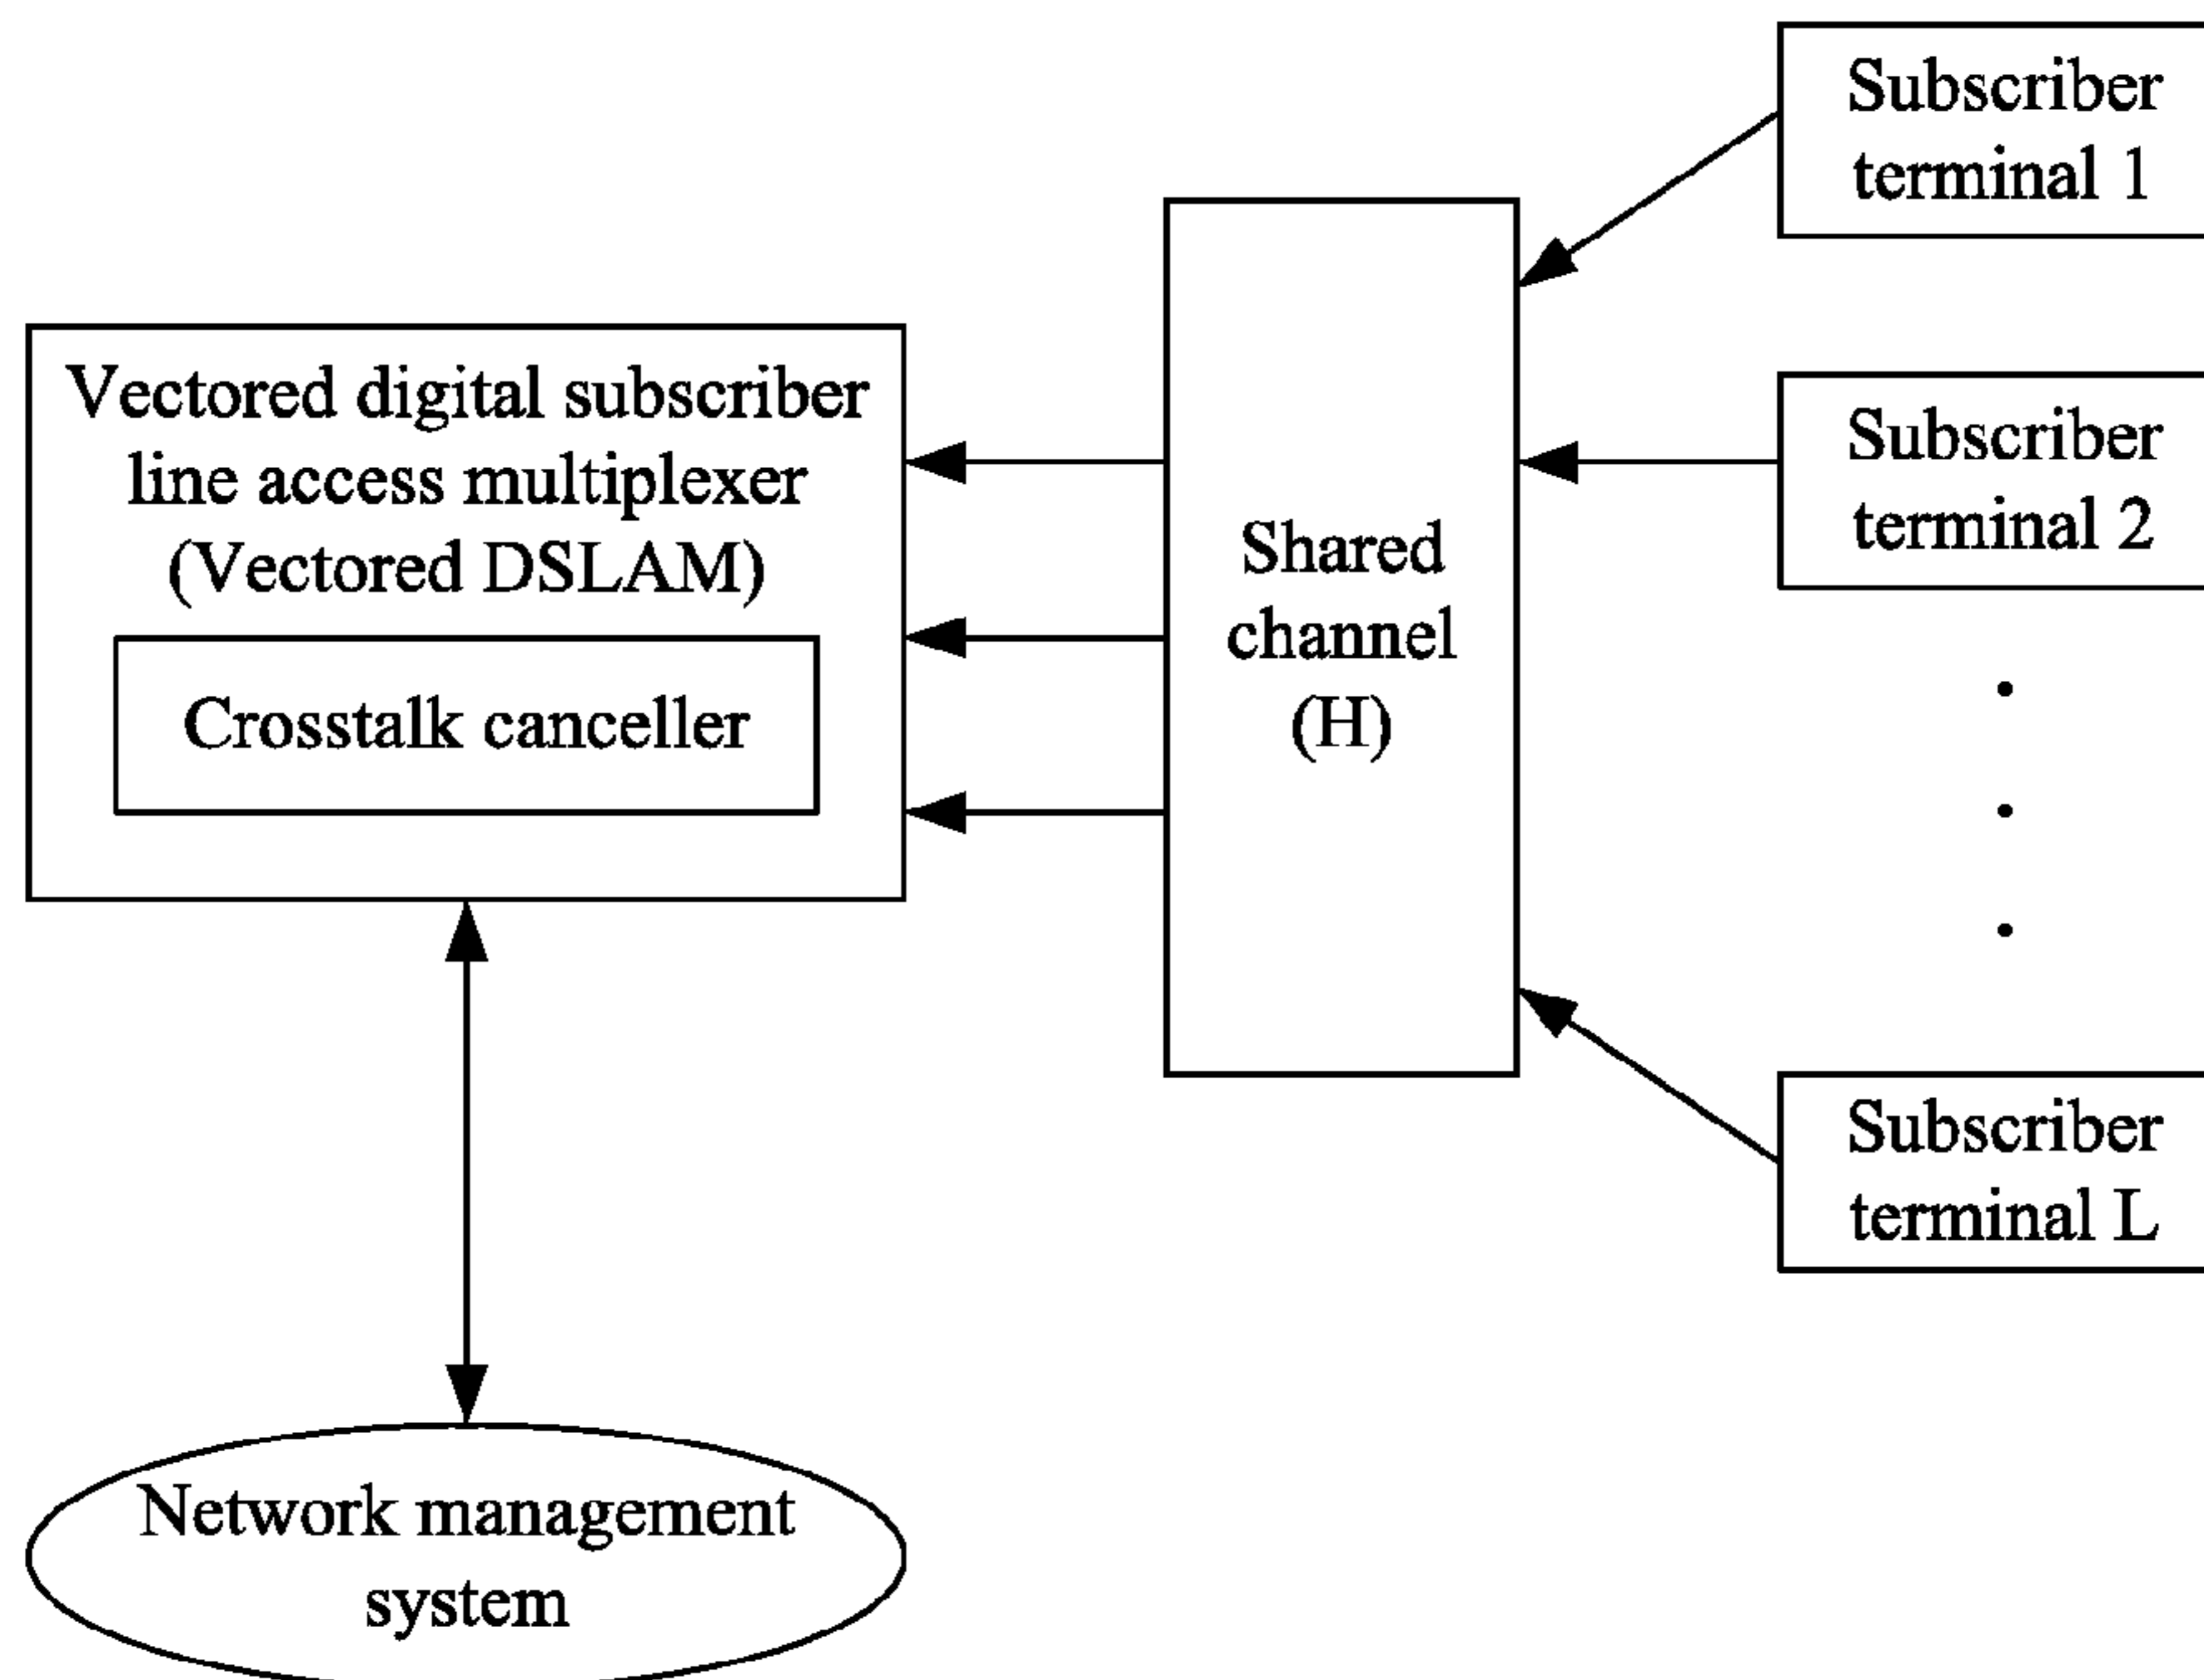 Vectored digital subscriber
line access multiplexer
(Vectored DSLAM)
Crosstalk canceller
Network management
system
Shared
channel
(H)
Subscriber
terminal 1
Subscriber
terminal 2
Subscriber
terminal L